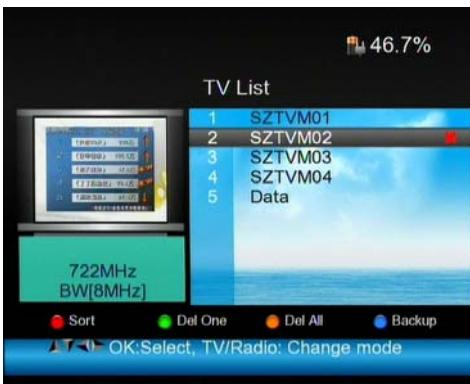 46.7%
TV List
1 SZTVM01
2 SZTVM02
3 SZTVM03
4 SZTVM04
5 Data
722MHz
BW[8MHz]
Sort Del One Del All Backup
OK:Select, TV/Radio: Change mode